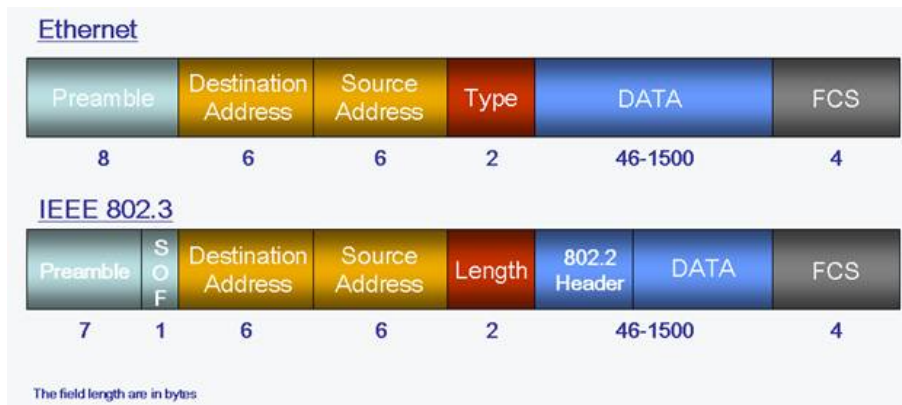 Ethernet
Preamble Destination Address Source Address Type DATA FCS
8 6 6 2 46-1500 4
IEEE 802.3
Preamble SOF Destination Address Source Address Length 802.2 Header DATA FCS
7 1 6 6 2 46-1500 4
The field length are in bytes